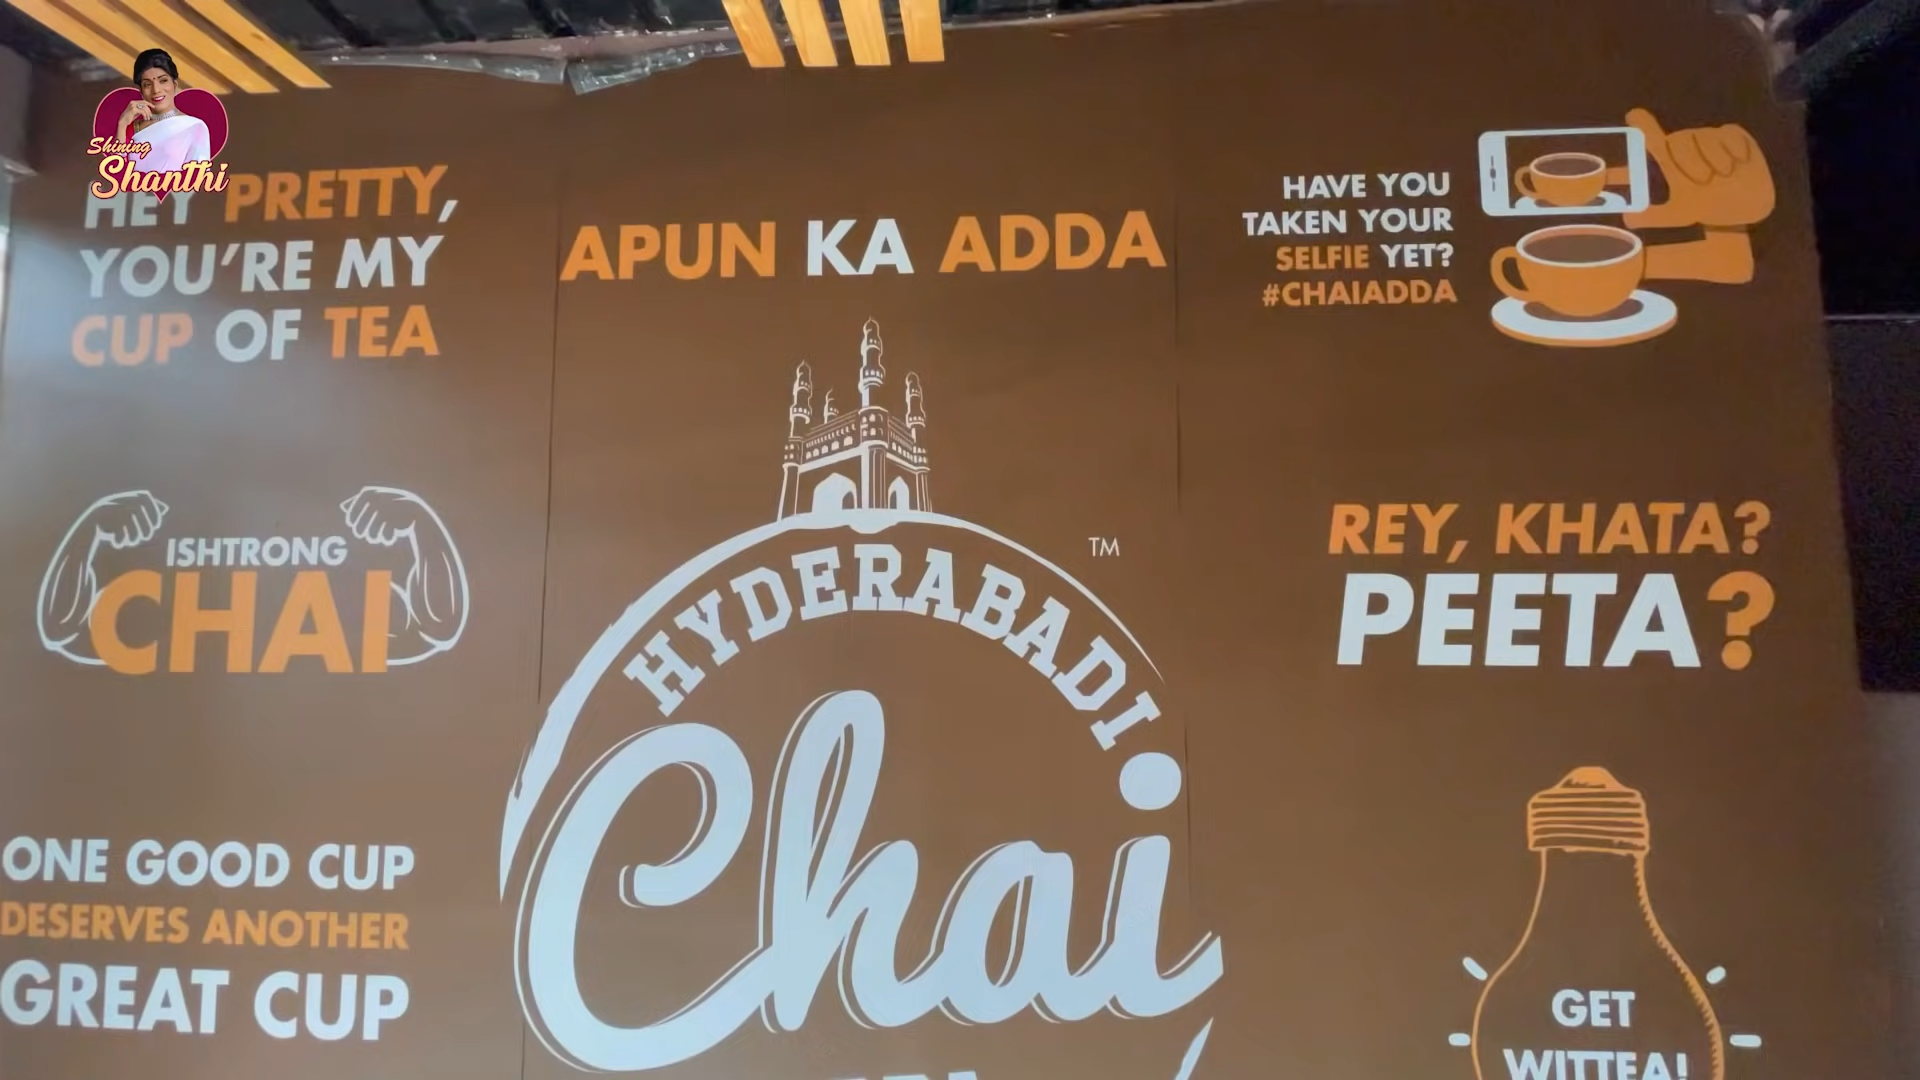 Shining
Shanthi
HEY PRETTY,
YOU'RE MY
CUP OF TEA
APUN KA ADDA
HAVE YOU
TAKEN YOUR
SELFIE YET?
#CHAIADDA
ISHTRONG
CHAI
HYDERABADI
TM
Chai
REY, KHATA?
PEETA?
ONE GOOD CUP
DESERVES ANOTHER
GREAT CUP
GET
WITTEA!